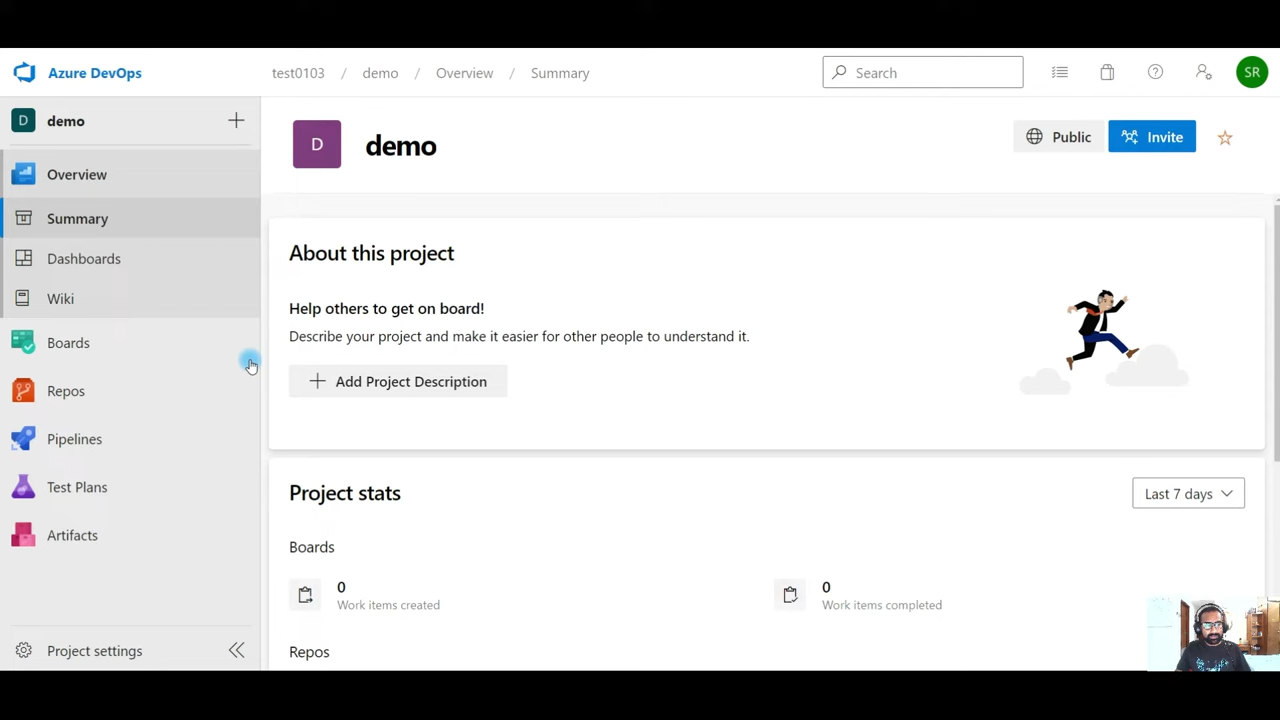 Azure DevOps
test0103 / demo / Overview / Summary
Search
SR
D demo
Overview
Summary
Dashboards
Wiki
Boards
Repos
Pipelines
Test Plans
Artifacts
Project settings
D demo
Public
Invite
About this project
Help others to get on board!
Describe your project and make it easier for other people to understand it.
Add Project Description
Project stats
Last 7 days
Boards
0
Work items created
0
Work items completed
Repos